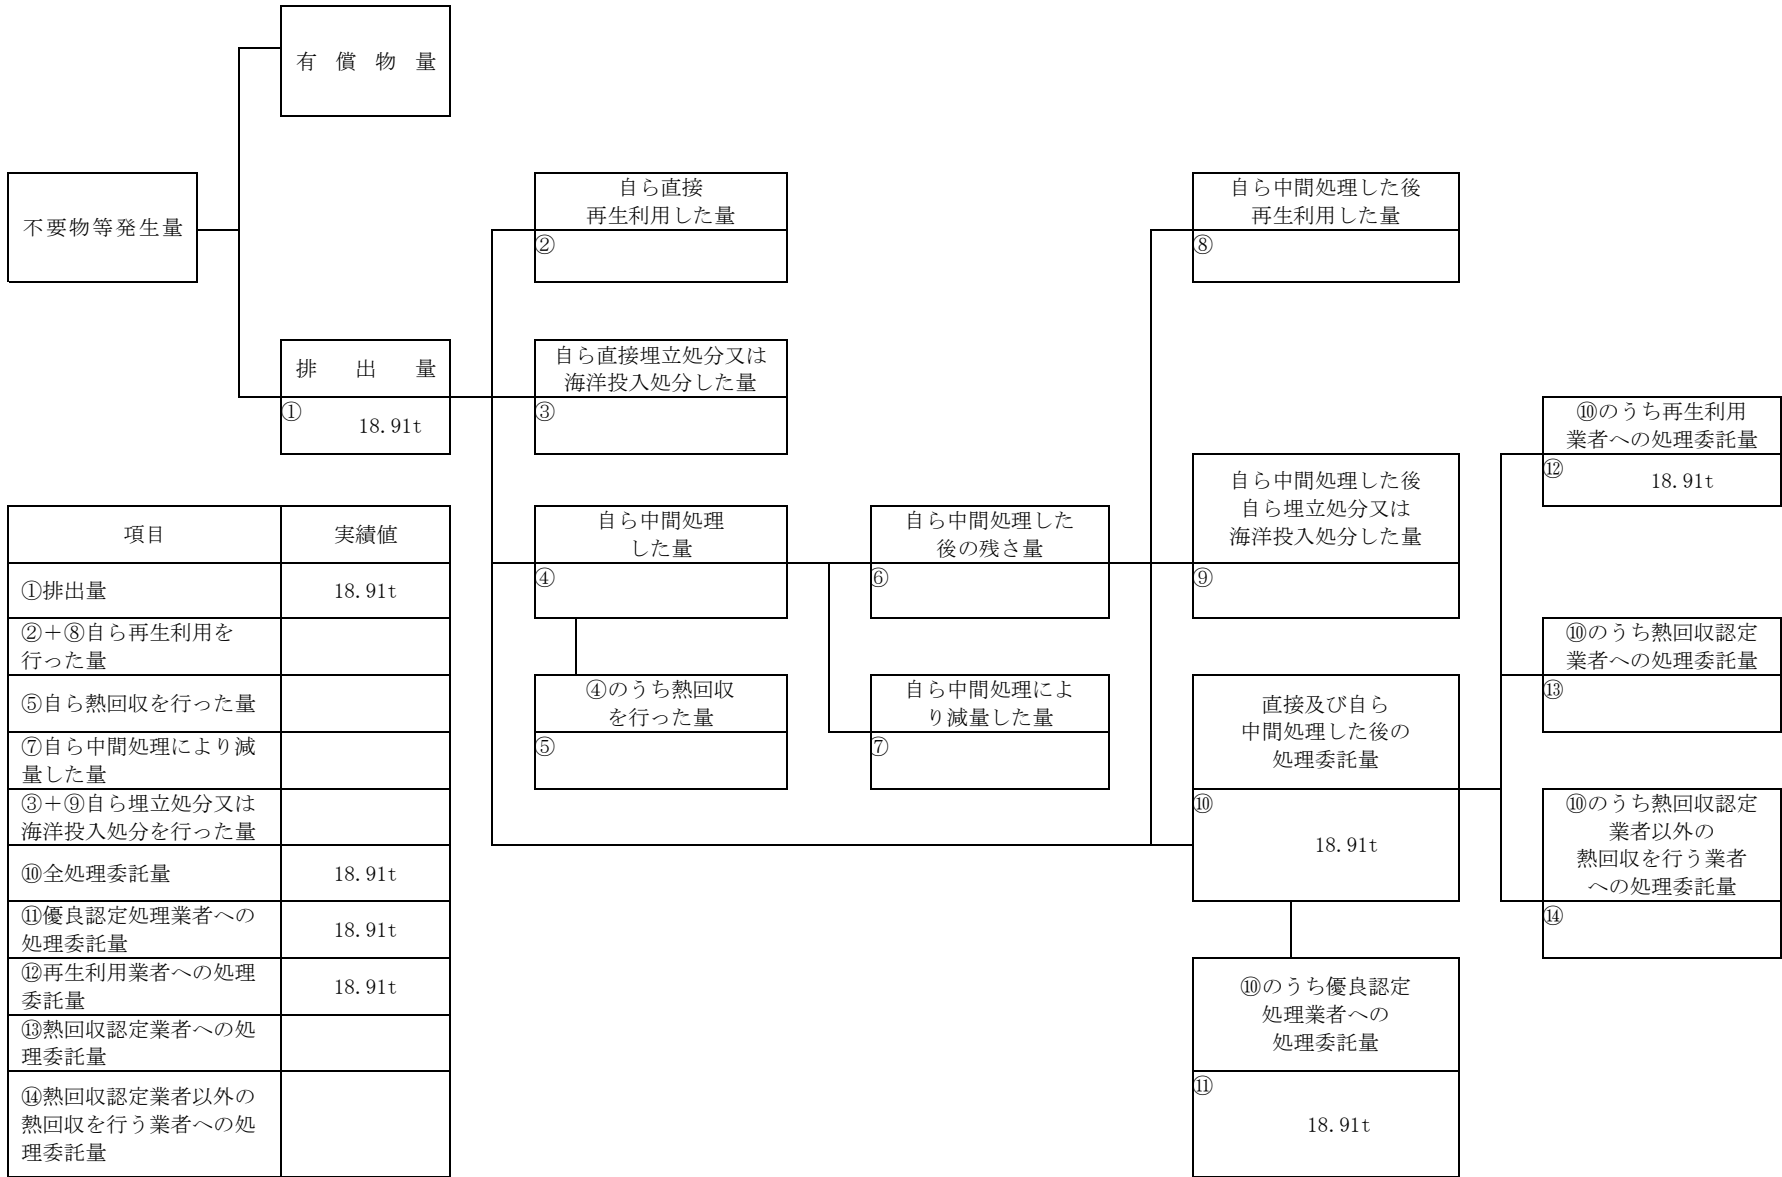 有償物量
不要物等発生量
自ら直接
再生利用した量
②
自ら中間処理した後
再生利用した量
⑧
排出量
①
18.91t
自ら直接埋立処分又は
海洋投入処分した量
③
⑩のうち再生利用
業者への処理委託量
⑫
18.91t
自ら中間処理した後
自ら埋立処分又は
海洋投入処分した量
⑨
自ら中間処理
した量
④
自ら中間処理した
後の残さ量
⑥
⑩のうち熱回収認定
業者への処理委託量
⑬
④のうち熱回収
を行った量
⑤
自ら中間処理によ
り減量した量
⑦
直接及び自ら
中間処理した後の
処理委託量
⑩
18.91t
⑩のうち熱回収認定
業者以外の
熱回収を行う業者
への処理委託量
⑭
⑩のうち優良認定
処理業者への
処理委託量
⑪
18.91t
項目 実績値
①排出量 18.91t
②＋⑧自ら再生利用を
行った量
⑤自ら熱回収を行った量
⑦自ら中間処理により減
量した量
③＋⑨自ら埋立処分又は
海洋投入処分を行った量
⑩全処理委託量 18.91t
⑪優良認定処理業者への
処理委託量 18.91t
⑫再生利用業者への処理
委託量 18.91t
⑬熱回収認定業者への処
理委託量
⑭熱回収認定業者以外の
熱回収を行う業者への処
理委託量